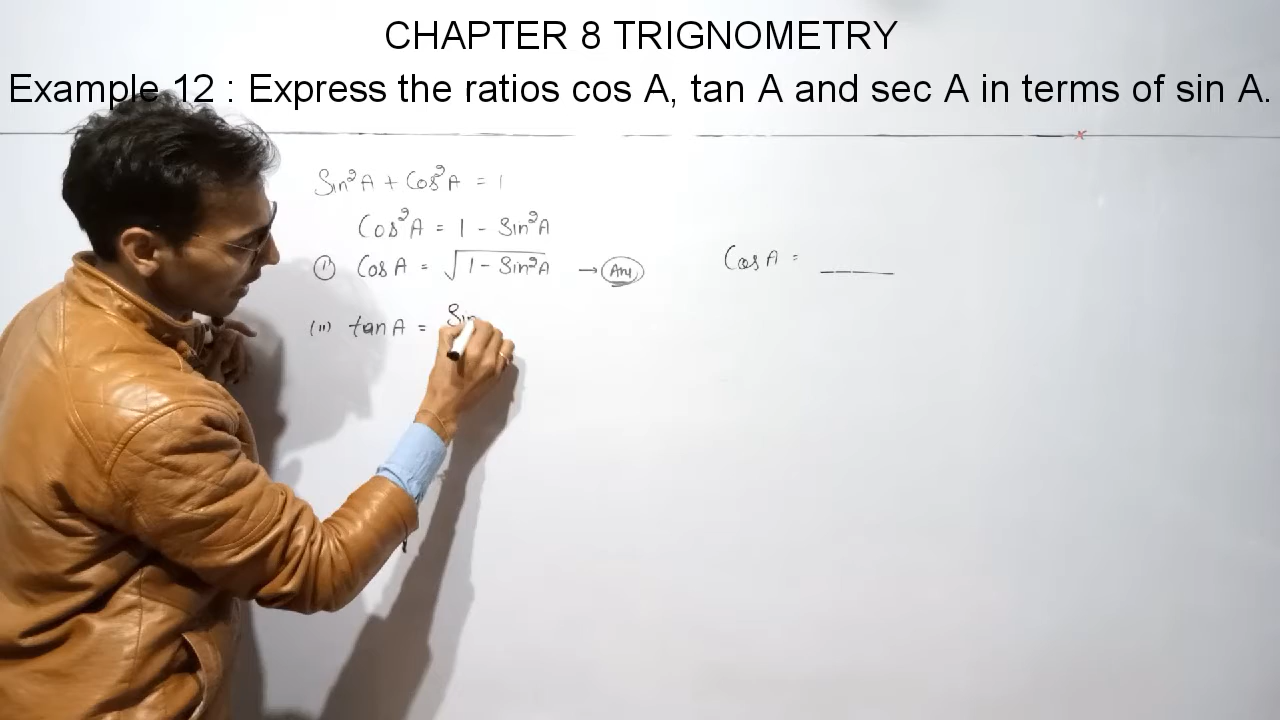 CHAPTER 8 TRIGNOMETRY
Example 12 : Express the ratios cos A, tan A and sec A in terms of sin A.
Sin²A + Cos²A = 1
Cos²A = 1 - Sin²A
(i) Cos A = √1 - Sin²A → Ans
Cos A = ____
(ii) tan A = Sin